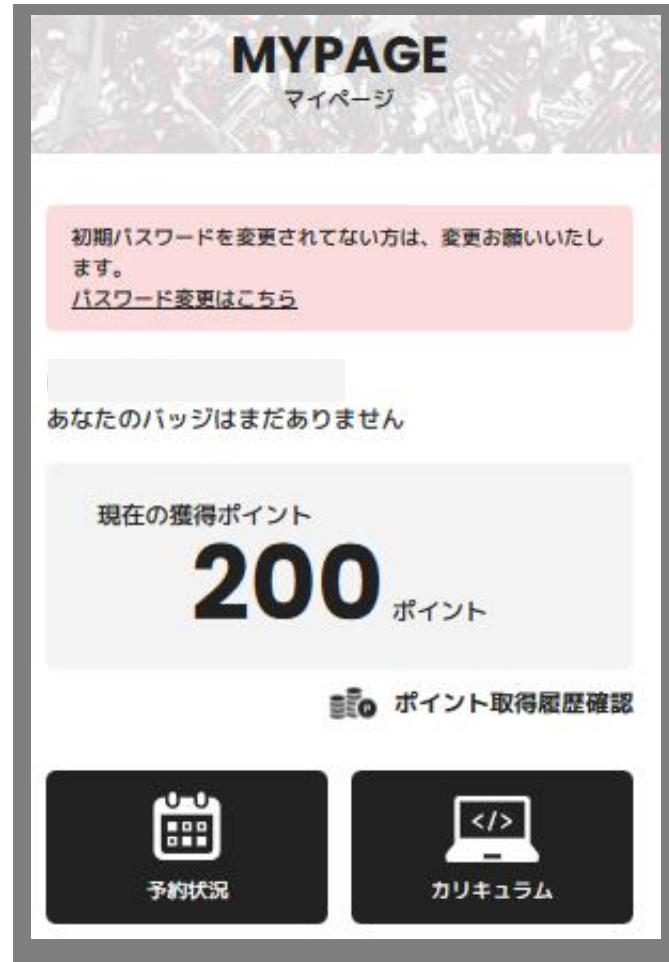 MYPAGE
マイページ
初期パスワードを変更されてない方は、変更お願いいたし
ます。
パスワード変更はこちら
あなたのバッジはまだありません
現在の獲得ポイント
200 ポイント
ポイント取得履歴確認
予約状況
カリキュラム